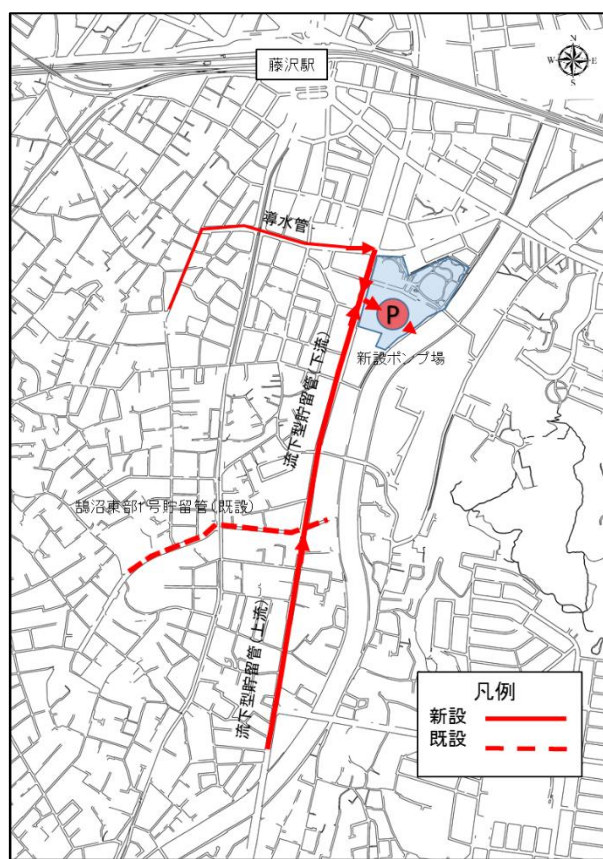 藤沢駅
N
W E
S
導水管
P
新設ポンプ場
流下型貯留管(下流)
鵠沼東部1号貯留管(既設)
流下型貯留管(上流)
凡例
新設
既設